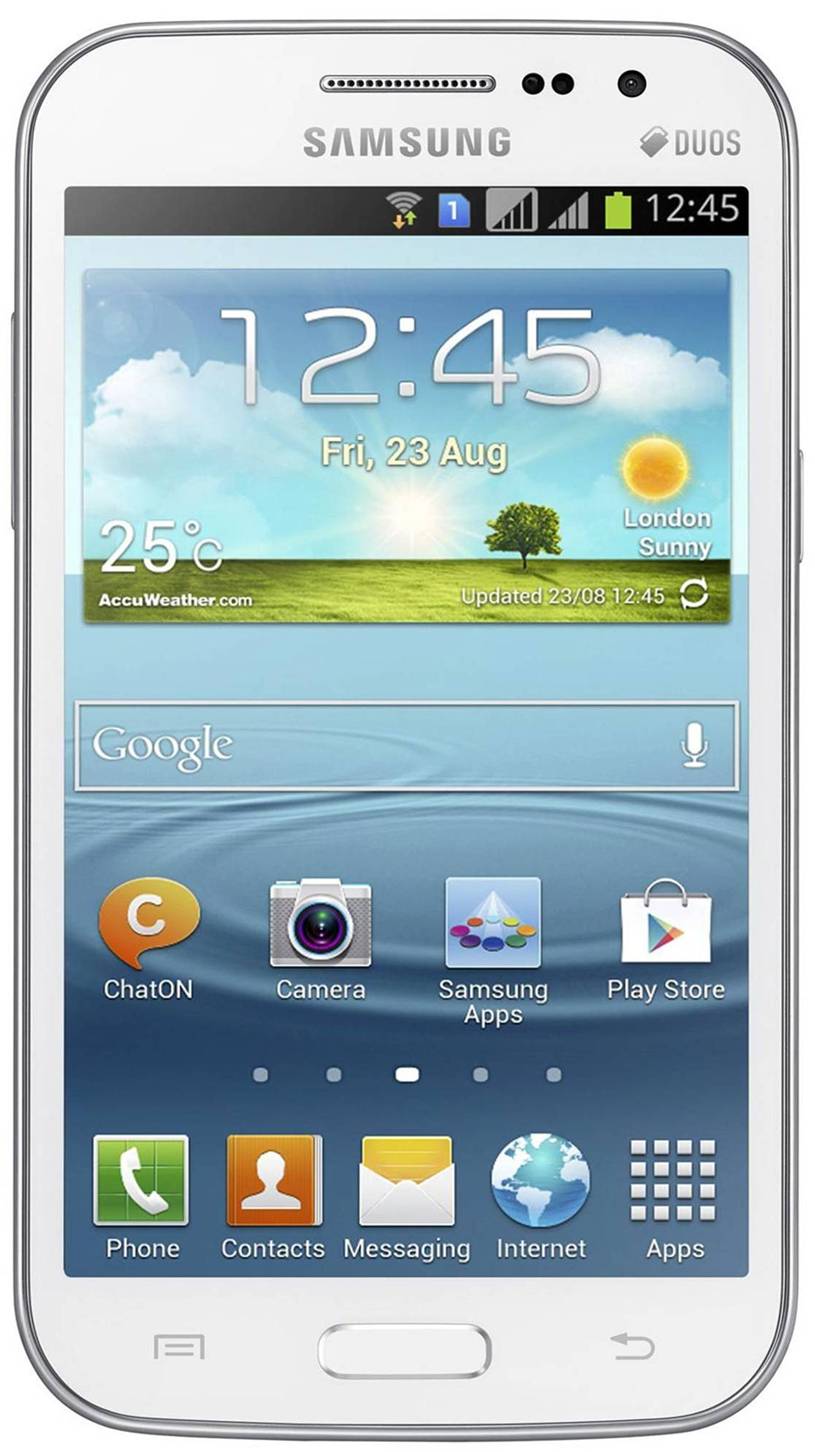 SAMSUNG
DUOS
1
12:45
12:45
Fri, 23 Aug
25°C
London
Sunny
AccuWeather.com
Updated 23/08 12:45
Google
C
ChatON
Camera
Samsung
Apps
Play Store
Phone
Contacts
Messaging
Internet
Apps